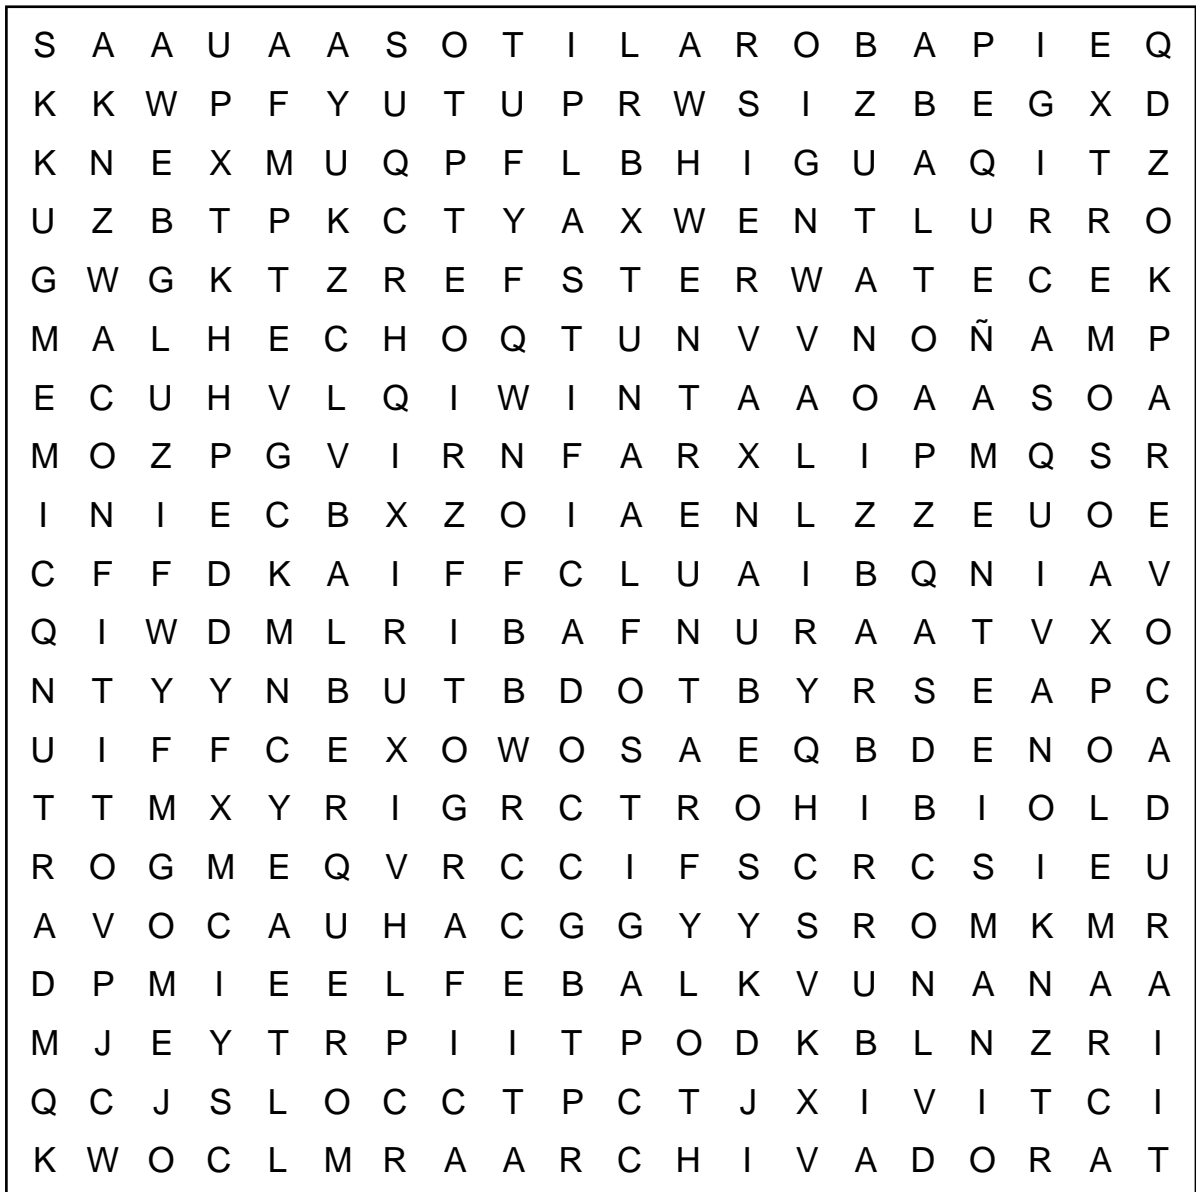 S A A U A A S O T I L A R O B A P I E Q
K K W P F Y U T U P R W S I Z B E G X D
K N E X M U Q P F L B H I G U A Q I T Z
U Z B T P K C T Y A X W E N T L U R R O
G W G K T Z R E F S T E R W A T E C E K
M A L H E C H O Q T U N V V N O Ñ A M P
E C U H V L Q I W I N T A A O A A S O A
M O Z P G V I R N F A R X L I P M Q S R
I N I E C B X Z O I A E N L Z Z E U O E
C F F D K A I F F C L U A I B Q N I A V
Q I W D M L R I B A F N U R A A T V X O
N T Y Y N B U T B D O T B Y R S E A P C
U I F F C E X O W O S A E Q B D E N O A
T T M X Y R I G R C T R O H I B I O L D
R O G M E Q V R C C I F S C R C S I E U
A V O C A U H A C G G Y Y S R O M K M R
D P M I E E L F E B A L K V U N A N A A
M J E Y T R P I I T P O D K B L N Z R I
Q C J S L O C C T P C T J X I V I T C I
K W O C L M R A A R C H I V A D O R A T